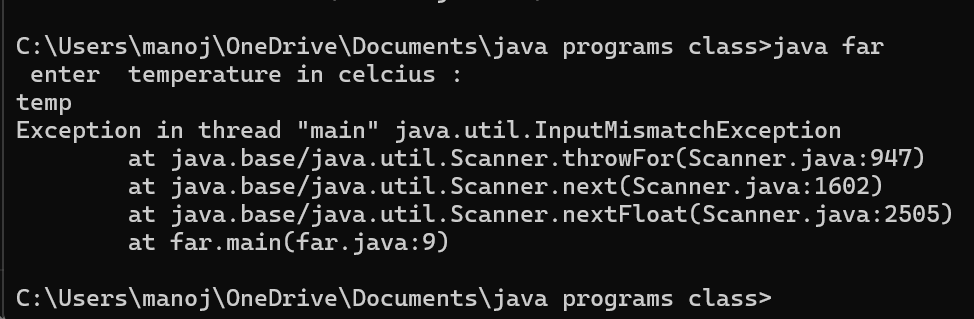 C:\Users\manoj\OneDrive\Documents\java programs class>java far
 enter  temperature in celcius :
temp
Exception in thread "main" java.util.InputMismatchException
        at java.base/java.util.Scanner.throwFor(Scanner.java:947)
        at java.base/java.util.Scanner.next(Scanner.java:1602)
        at java.base/java.util.Scanner.nextFloat(Scanner.java:2505)
        at far.main(far.java:9)
C:\Users\manoj\OneDrive\Documents\java programs class>